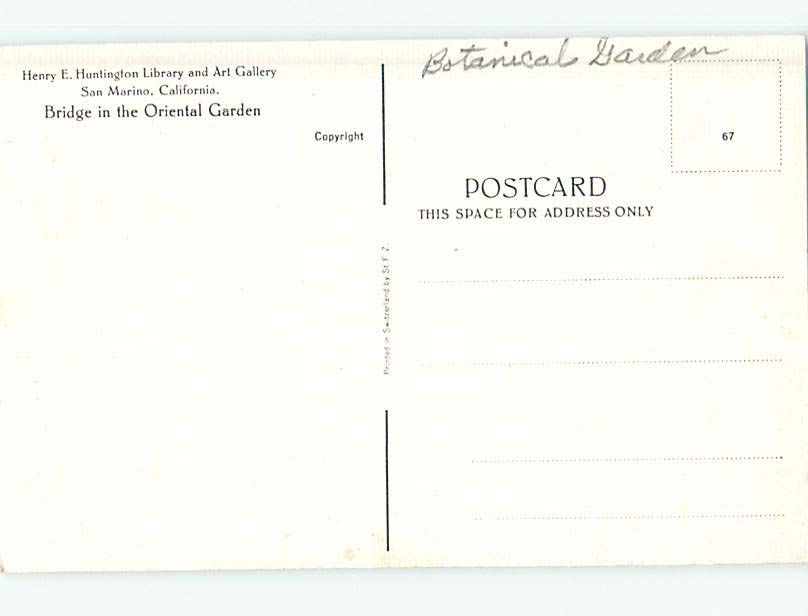 Henry E. Huntington Library and Art Gallery
San Marino, California.
Bridge in the Oriental Garden
Copyright
Printed in Switzerland by St F. Z.
Botanical Garden
67
POSTCARD
THIS SPACE FOR ADDRESS ONLY